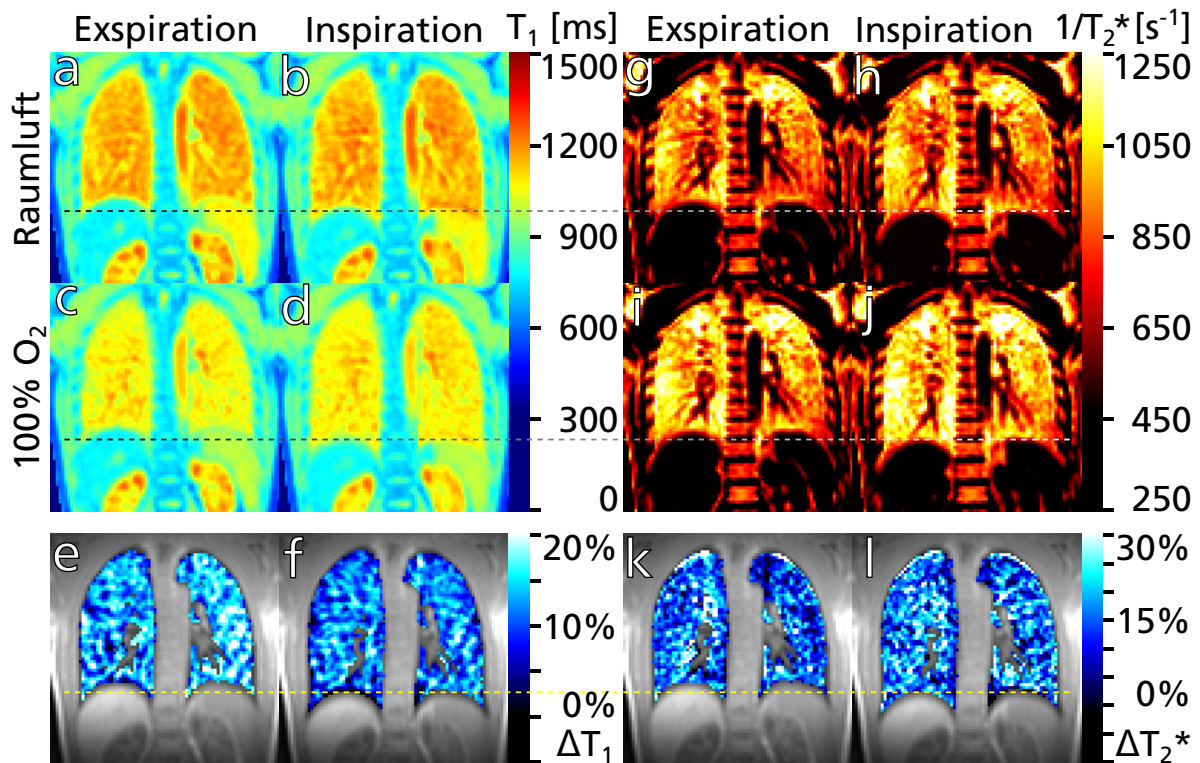 Exspiration Inspiration T₁ [ms] Exspiration Inspiration 1/T₂* [s⁻¹]
Raumluft
a b g h
1500 1250
1200 1050
900 850
100% O₂
c d i j
600 650
300 450
0 250
e f k l
20% 30%
10% 15%
0% 0%
ΔT₁ ΔT₂*